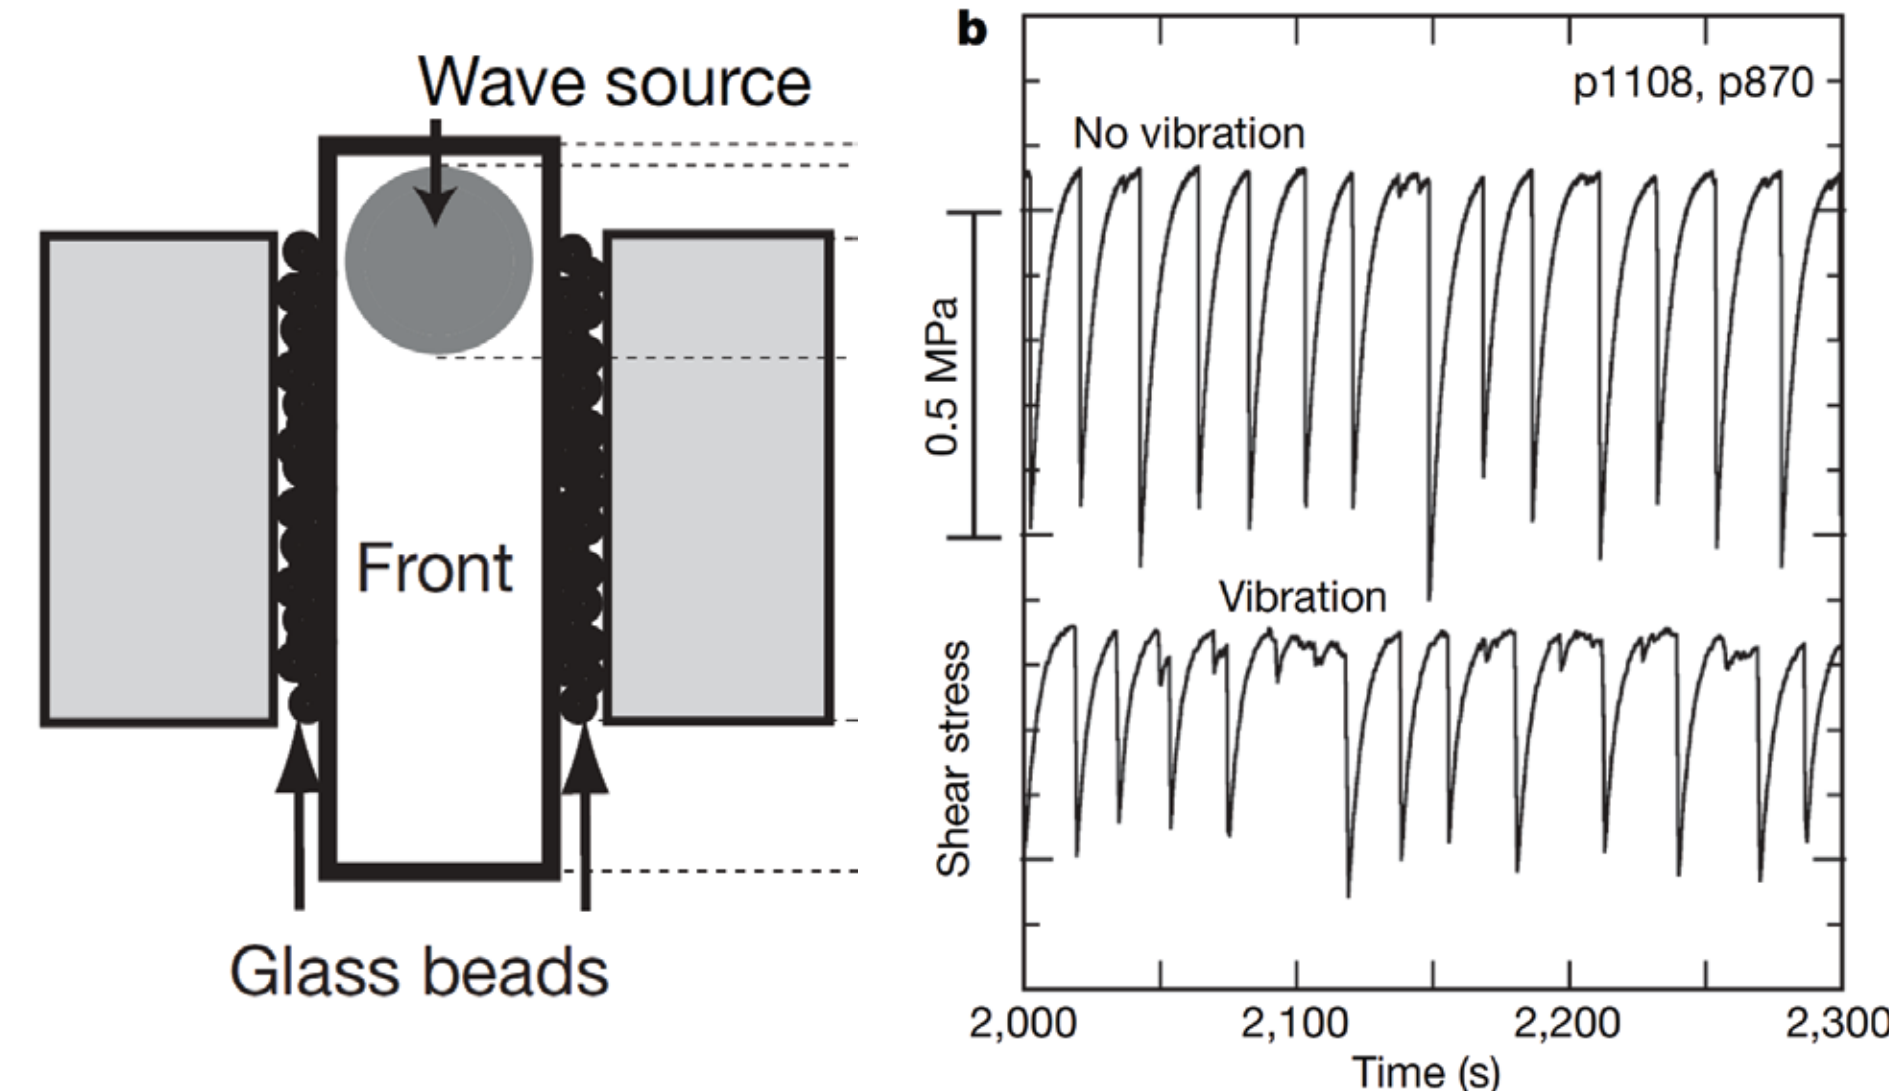 Wave source
Front
Glass beads
b
p1108, p870
No vibration
0.5 MPa
Vibration
Shear stress
2,000 2,100 2,200 2,300
Time (s)